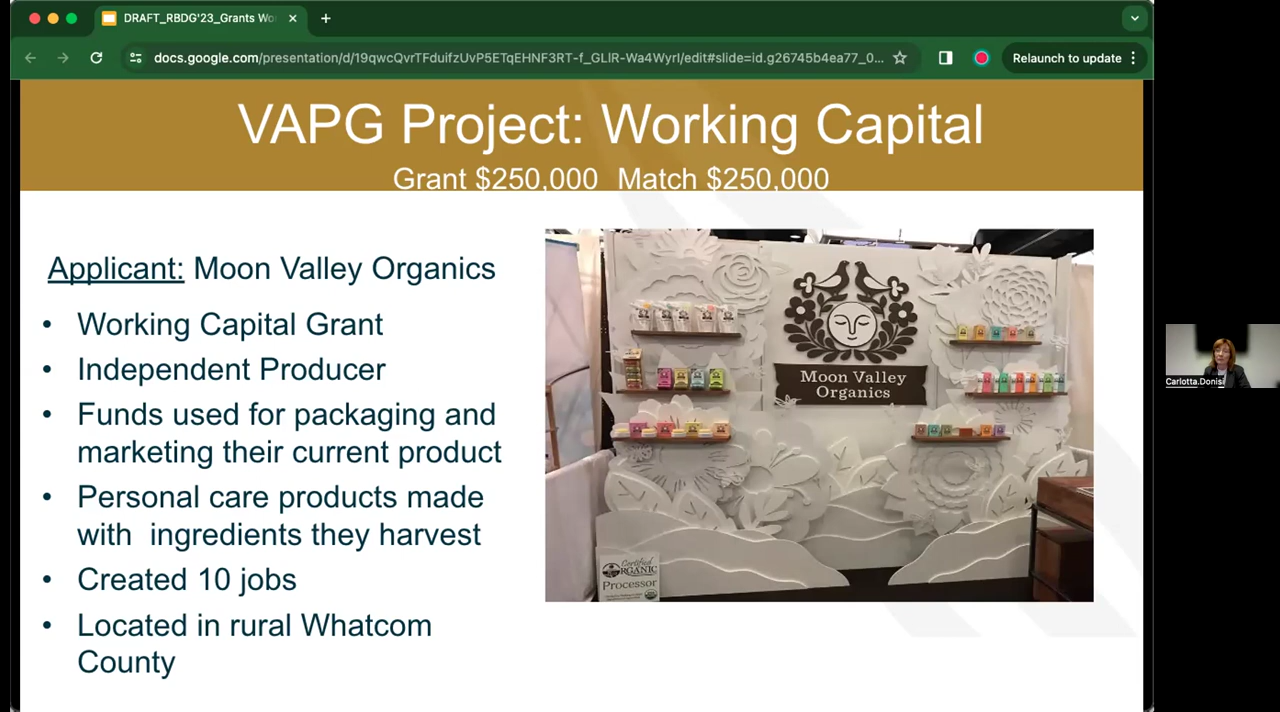 DRAFT_RBDG'23_Grants Wo
docs.google.com/presentation/d/19qwcQvrTFduifzUvP5ETqEHNF3RT-f_GLlR-Wa4WyrI/edit#slide=id.g26745b4ea77_0...
Relaunch to update
VAPG Project: Working Capital
Grant $250,000 Match $250,000
Applicant: Moon Valley Organics
• Working Capital Grant
• Independent Producer
• Funds used for packaging and
marketing their current product
• Personal care products made
with ingredients they harvest
• Created 10 jobs
• Located in rural Whatcom
County
Moon Valley
Organics
Certified
ORGANIC
Processor
Carlotta.Donisi